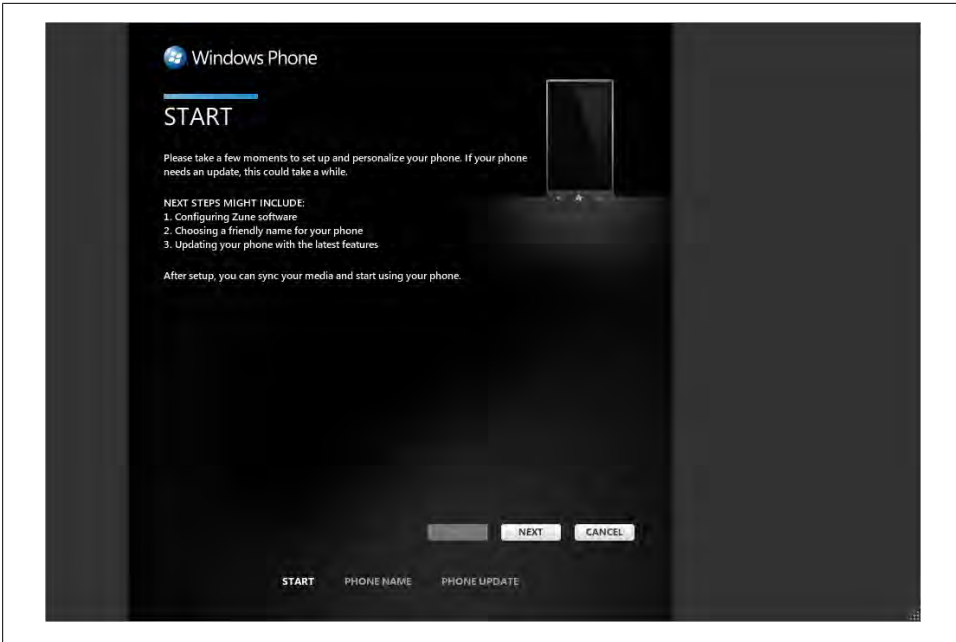 Windows Phone
START
Please take a few moments to set up and personalize your phone. If your phone
needs an update, this could take a while.
NEXT STEPS MIGHT INCLUDE:
1. Configuring Zune software
2. Choosing a friendly name for your phone
3. Updating your phone with the latest features
After setup, you can sync your media and start using your phone.
NEXT CANCEL
START PHONE NAME PHONE UPDATE